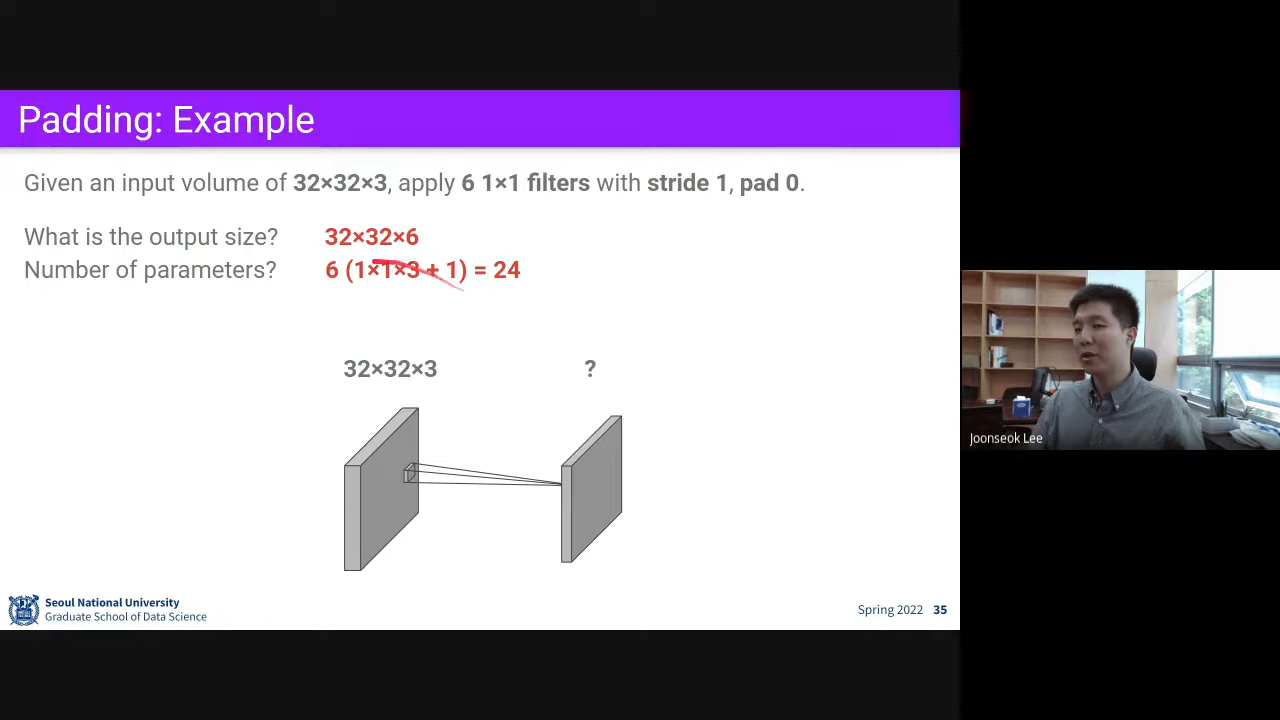 Padding: Example
Given an input volume of 32×32×3, apply 6 1×1 filters with stride 1, pad 0.
What is the output size? 32×32×6
Number of parameters? 6 (1×1×3 + 1) = 24
32×32×3 ?
Joonseok Lee
Seoul National University
Graduate School of Data Science
Spring 2022 35